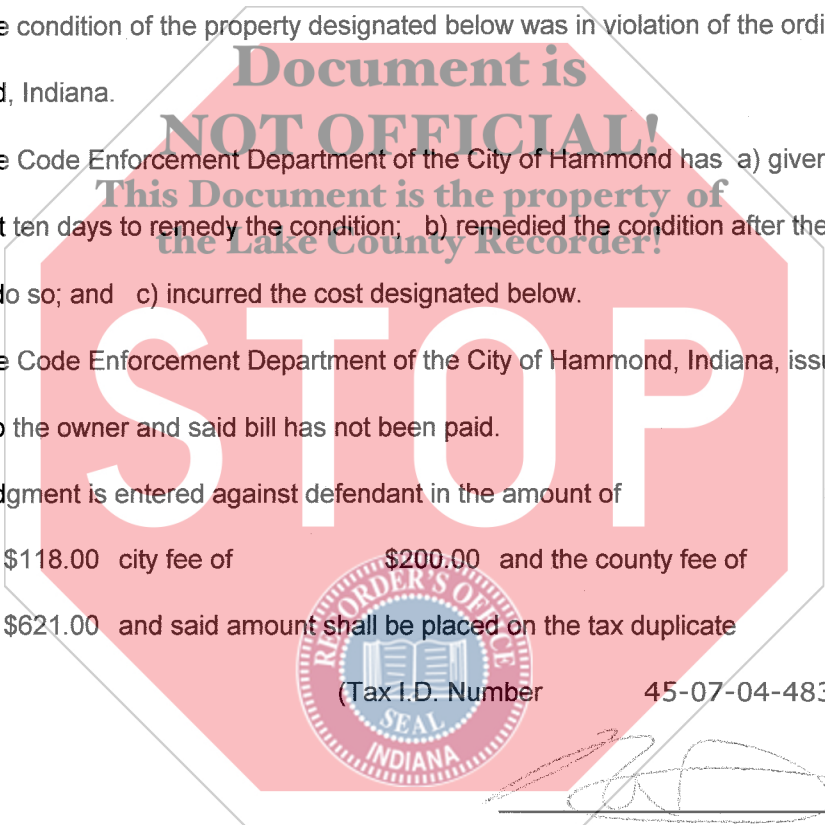 e condition of the property designated below was in violation of the ordi
Document is
d, Indiana.
NOT OFFICIAL!
e Code Enforcement Department of the City of Hammond has a) given
This Document is the property of
t ten days to remedy the condition; b) remedied the condition after the
the Lake County Recorder!
do so; and c) incurred the cost designated below.
STOP
e Code Enforcement Department of the City of Hammond, Indiana, issu
o the owner and said bill has not been paid.
dgment is entered against defendant in the amount of
$118.00 city fee of $200.00 and the county fee of
$621.00 and said amount shall be placed on the tax duplicate
RECORDER'S OFFICE
(Tax I.D. Number 45-07-04-483
SEAL
INDIANA